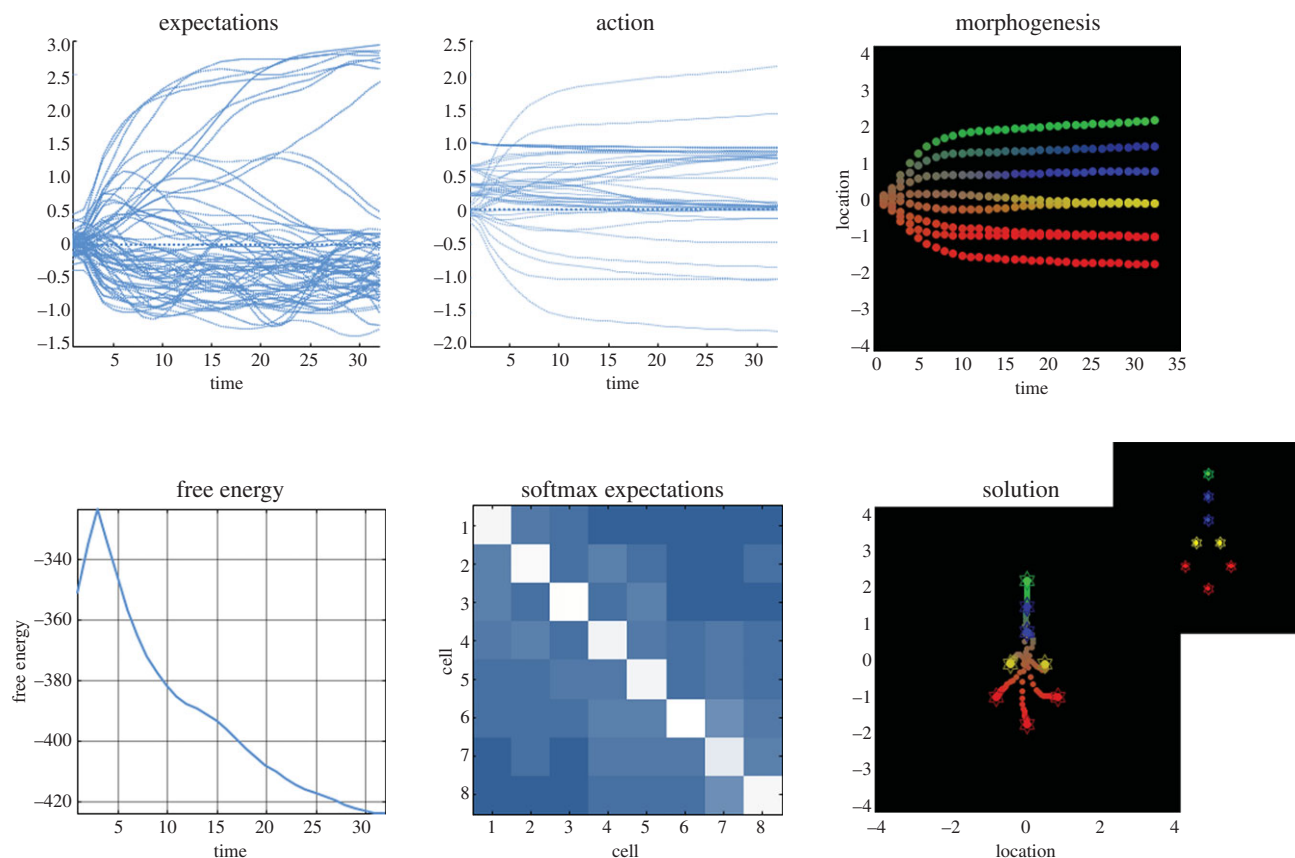 expectations
3.0
2.5
2.0
1.5
1.0
0.5
0
−0.5
−1.0
−1.5
5 10 15 20 25 30
time
action
2.5
2.0
1.5
1.0
0.5
0
−0.5
−1.0
−1.5
−2.0
5 10 15 20 25 30
time
morphogenesis
4
3
2
1
0
−1
−2
−3
−4
location
0 5 10 15 20 25 30 35
time
free energy
−340
−360
−380
−400
−420
free energy
5 10 15 20 25 30
time
softmax expectations
1
2
3
4
5
6
7
8
cell
1 2 3 4 5 6 7 8
cell
solution
4
3
2
1
0
−1
−2
−3
−4
−4 −2 0 2 4
location